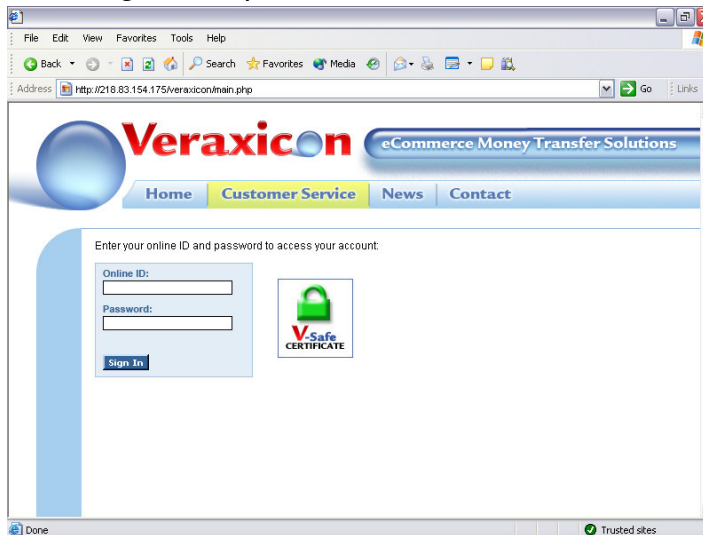 File Edit View Favorites Tools Help
Back Search Favorites Media
Address http://218.83.154.175/veraxicon/main.php Go Links
Veraxicon eCommerce Money Transfer Solutions
Home Customer Service News Contact
Enter your online ID and password to access your account:
Online ID:
Password:
Sign In
V-Safe
CERTIFICATE
Done Trusted sites